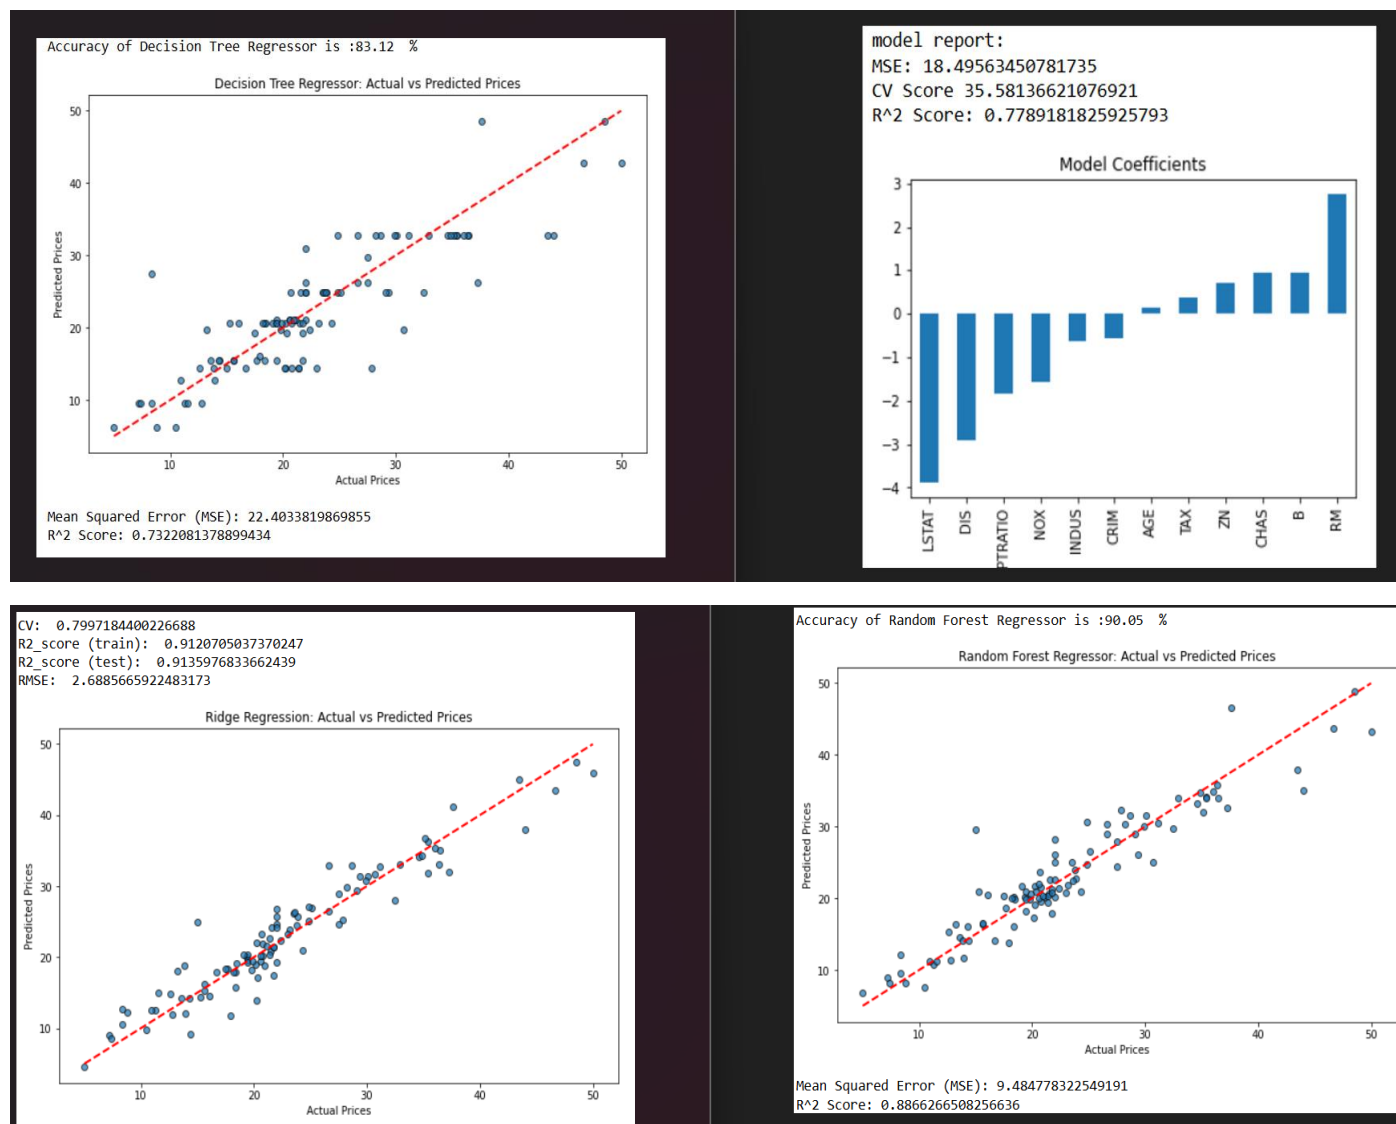 Accuracy of Decision Tree Regressor is :83.12 %
Decision Tree Regressor: Actual vs Predicted Prices
50
40
30
20
10
Predicted Prices
10 20 30 40 50
Actual Prices
Mean Squared Error (MSE): 22.4033819869855
R^2 Score: 0.7322081378899434
model report:
MSE: 18.49563450781735
CV Score 35.58136621076921
R^2 Score: 0.7789181825925793
Model Coefficients
3
2
1
0
−1
−2
−3
−4
LSTAT DIS PTRATIO NOX INDUS CRIM AGE TAX ZN CHAS B RM
CV: 0.7997184400226688
R2_score (train): 0.9120705037370247
R2_score (test): 0.9135976833662439
RMSE: 2.6885665922483173
Ridge Regression: Actual vs Predicted Prices
50
40
30
20
10
Predicted Prices
10 20 30 40 50
Actual Prices
Accuracy of Random Forest Regressor is :90.05 %
Random Forest Regressor: Actual vs Predicted Prices
50
40
30
20
10
Predicted Prices
10 20 30 40 50
Actual Prices
Mean Squared Error (MSE): 9.484778322549191
R^2 Score: 0.8866266508256636